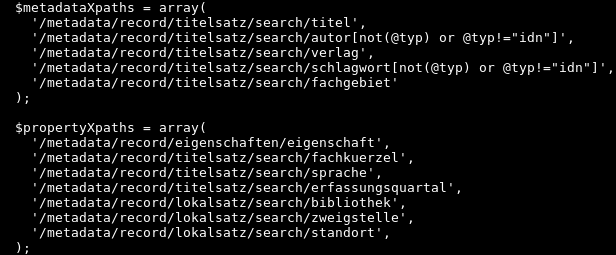 $metadataXpaths = array(
  '/metadata/record/titelsatz/search/titel',
  '/metadata/record/titelsatz/search/autor[not(@typ) or @typ!="idn"]',
  '/metadata/record/titelsatz/search/verlag',
  '/metadata/record/titelsatz/search/schlagwort[not(@typ) or @typ!="idn"]',
  '/metadata/record/titelsatz/search/fachgebiet'
);

$propertyXpaths = array(
  '/metadata/record/eigenschaften/eigenschaft',
  '/metadata/record/titelsatz/search/fachkuerzel',
  '/metadata/record/titelsatz/search/sprache',
  '/metadata/record/titelsatz/search/erfassungsquartal',
  '/metadata/record/lokalsatz/search/bibliothek',
  '/metadata/record/lokalsatz/search/zweigstelle',
  '/metadata/record/lokalsatz/search/standort',
);